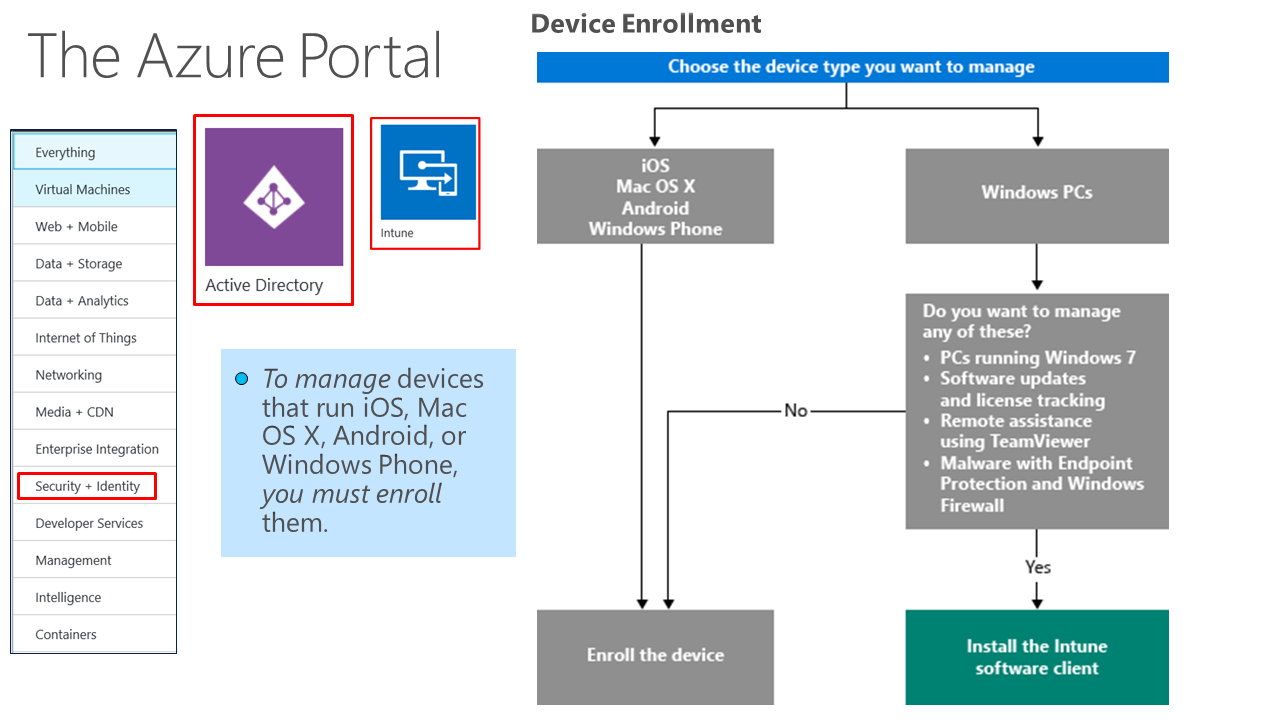 The Azure Portal
Everything
Virtual Machines
Web + Mobile
Data + Storage
Data + Analytics
Internet of Things
Networking
Media + CDN
Enterprise Integration
Security + Identity
Developer Services
Management
Intelligence
Containers
Active Directory
Intune
To manage devices
that run iOS, Mac
OS X, Android, or
Windows Phone,
you must enroll
them.
Device Enrollment
Choose the device type you want to manage
iOS
Mac OS X
Android
Windows Phone
Windows PCs
Do you want to manage
any of these?
• PCs running Windows 7
• Software updates
and license tracking
• Remote assistance
using TeamViewer
• Malware with Endpoint
Protection and Windows
Firewall
No
Yes
Enroll the device
Install the Intune
software client